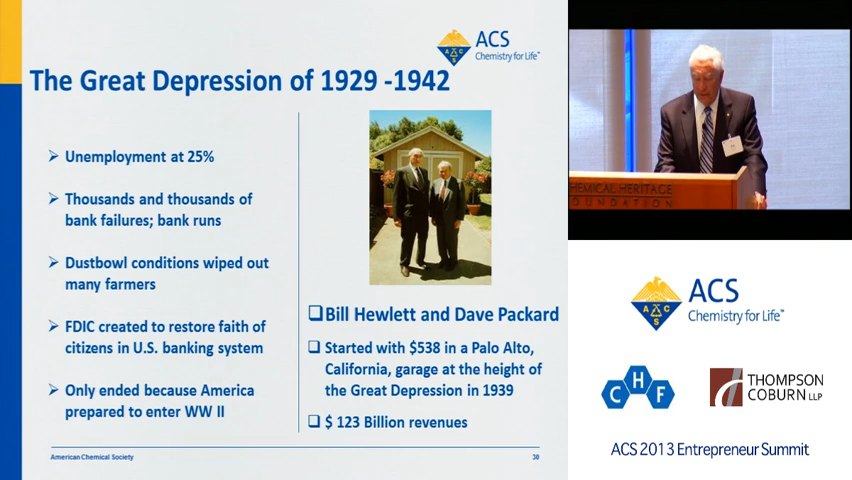 ACS
Chemistry for Life™
The Great Depression of 1929 -1942
Unemployment at 25%
Thousands and thousands of
bank failures; bank runs
Dustbowl conditions wiped out
many farmers
FDIC created to restore faith of
citizens in U.S. banking system
Only ended because America
prepared to enter WW II
Bill Hewlett and Dave Packard
Started with $538 in a Palo Alto,
California, garage at the height of
the Great Depression in 1939
$ 123 Billion revenues
American Chemical Society
30
HEMICAL HERITAGE
FOUNDATION
A C S
ACS
Chemistry for Life™
CHF
THOMPSON
COBURN LLP
ACS 2013 Entrepreneur Summit